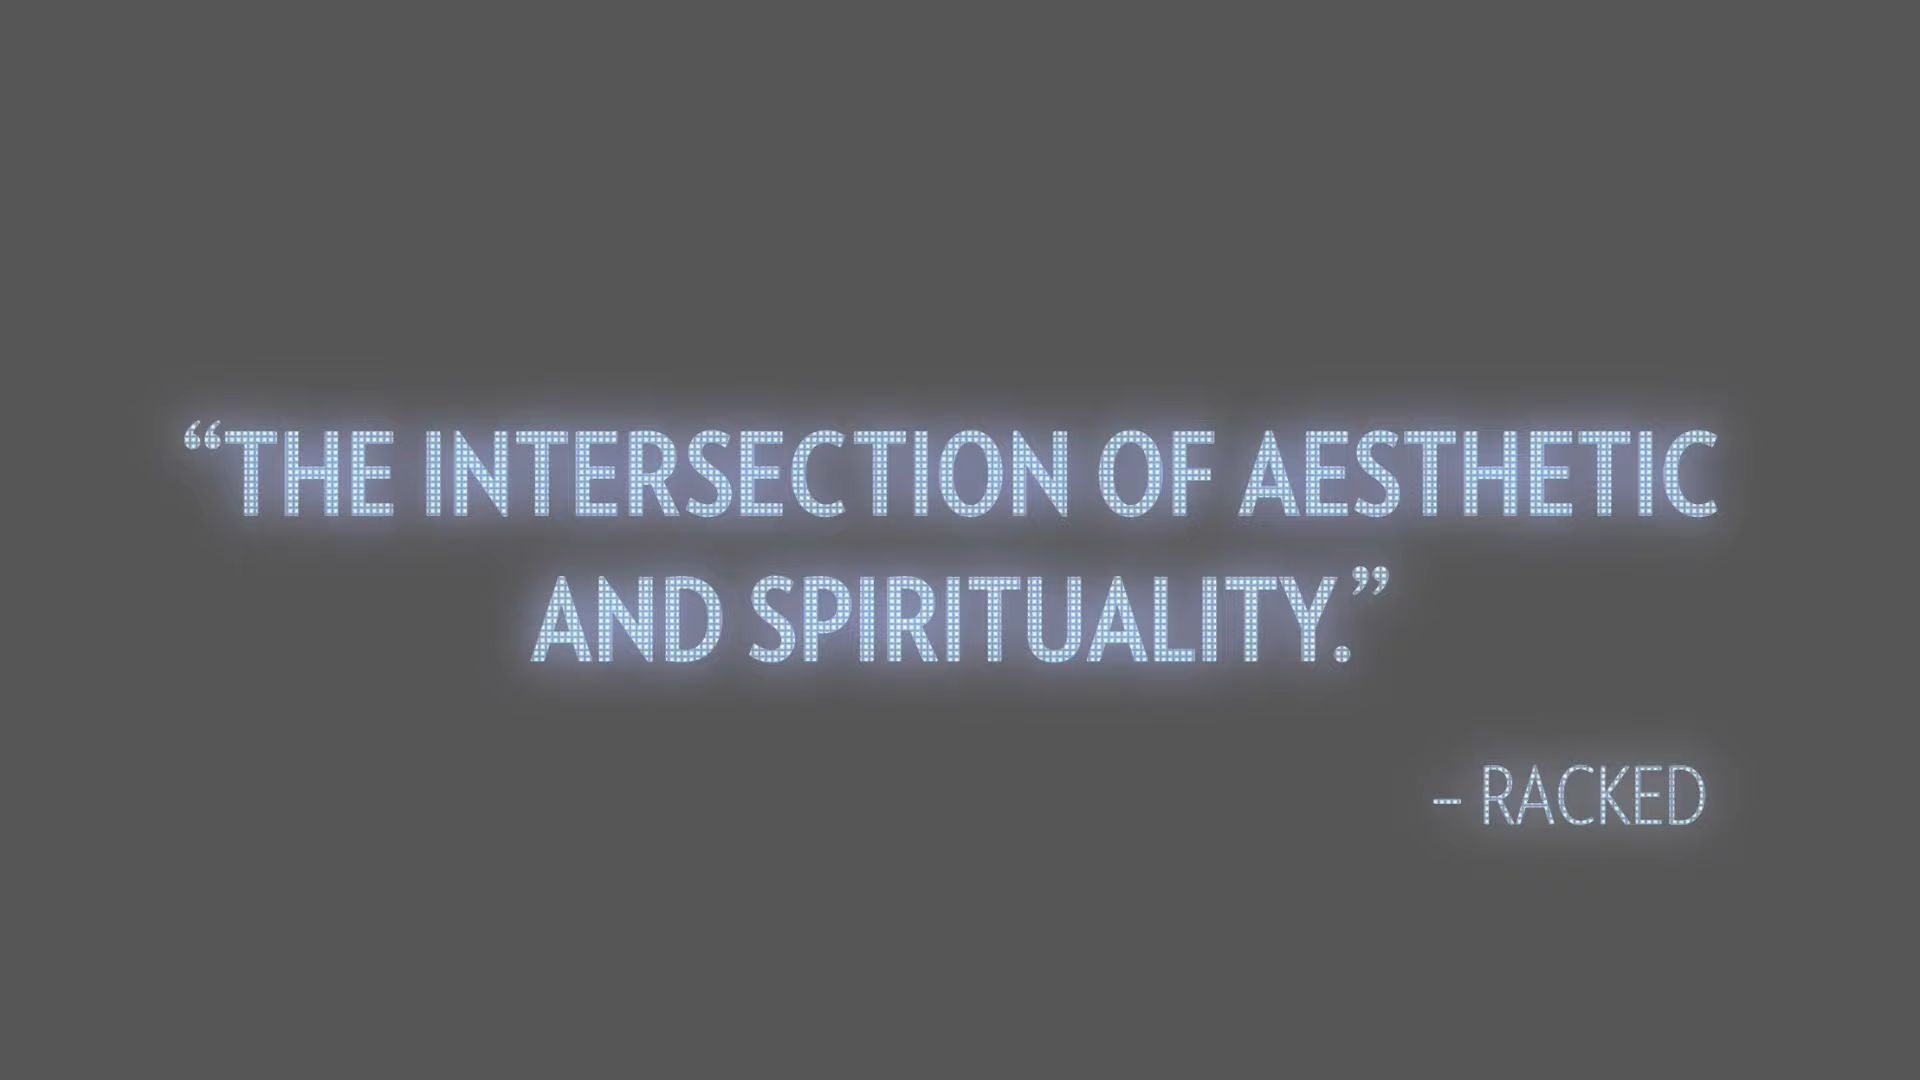 “THE INTERSECTION OF AESTHETIC
AND SPIRITUALITY.”
– RACKED